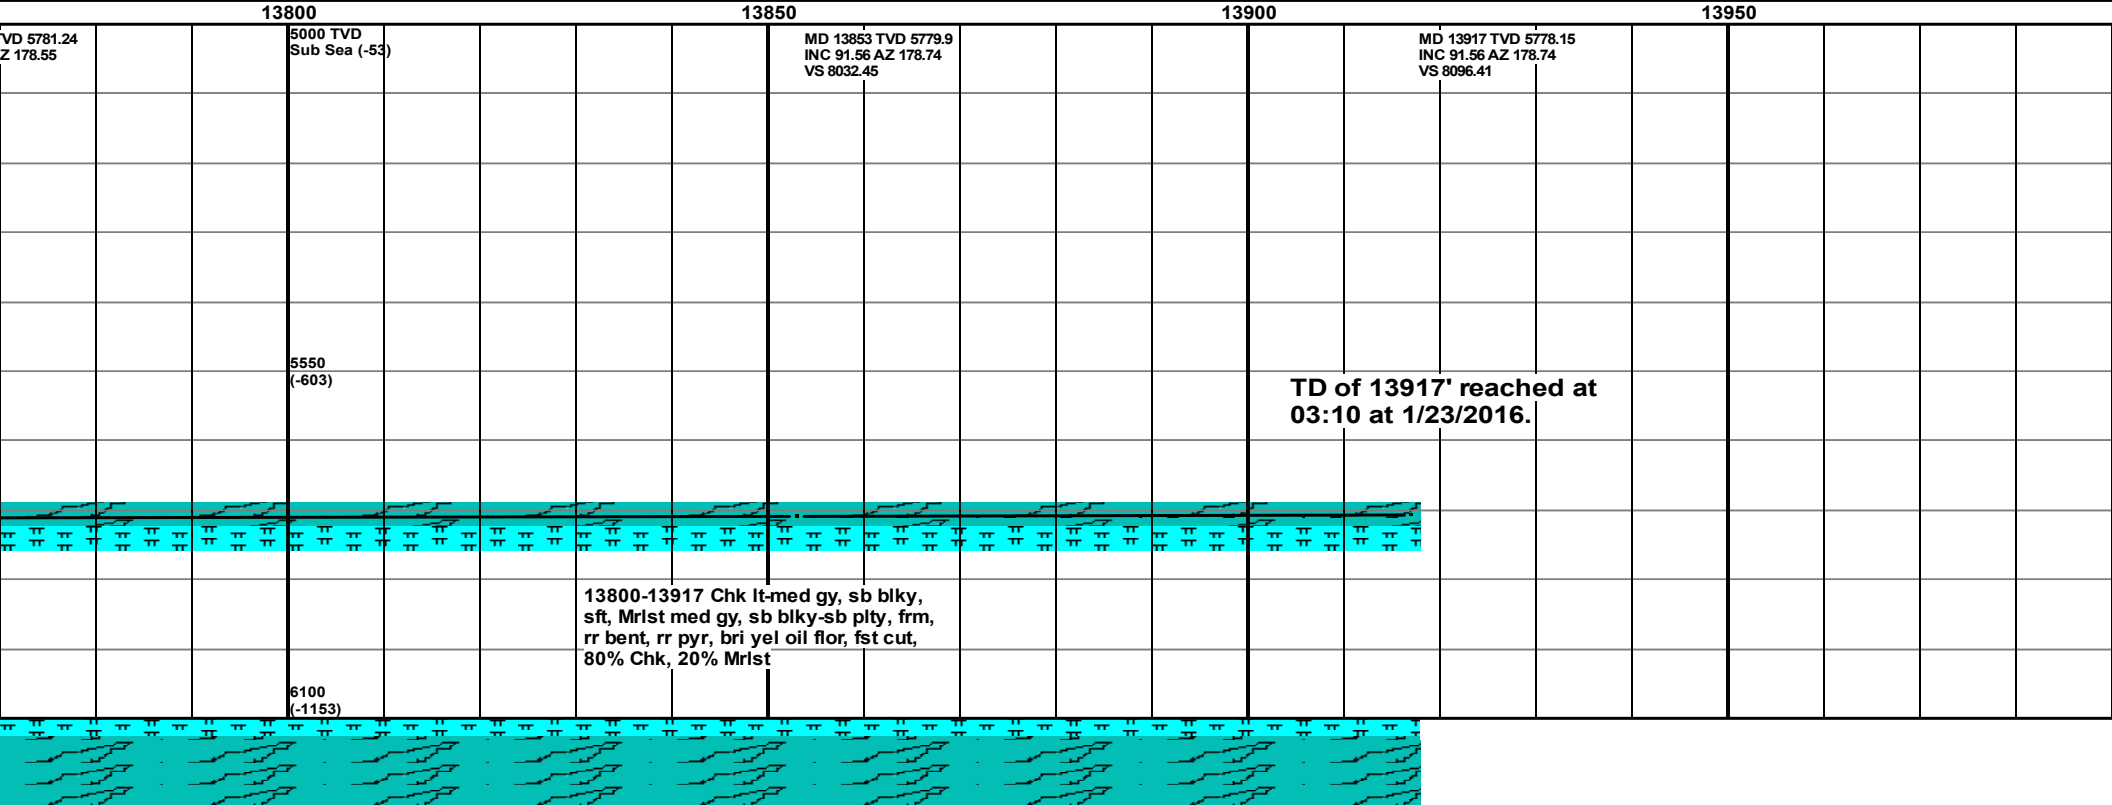 13800 13850 13900 13950
TVD 5781.24
Z 178.55
5000 TVD
Sub Sea (-53)
MD 13853 TVD 5779.9
INC 91.56 AZ 178.74
VS 8032.45
MD 13917 TVD 5778.15
INC 91.56 AZ 178.74
VS 8096.41
5550
(-603)
TD of 13917' reached at
03:10 at 1/23/2016.
13800-13917 Chk lt-med gy, sb blky,
sft, Mrlst med gy, sb blky-sb plty, frm,
rr bent, rr pyr, bri yel oil flor, fst cut,
80% Chk, 20% Mrlst
6100
(-1153)